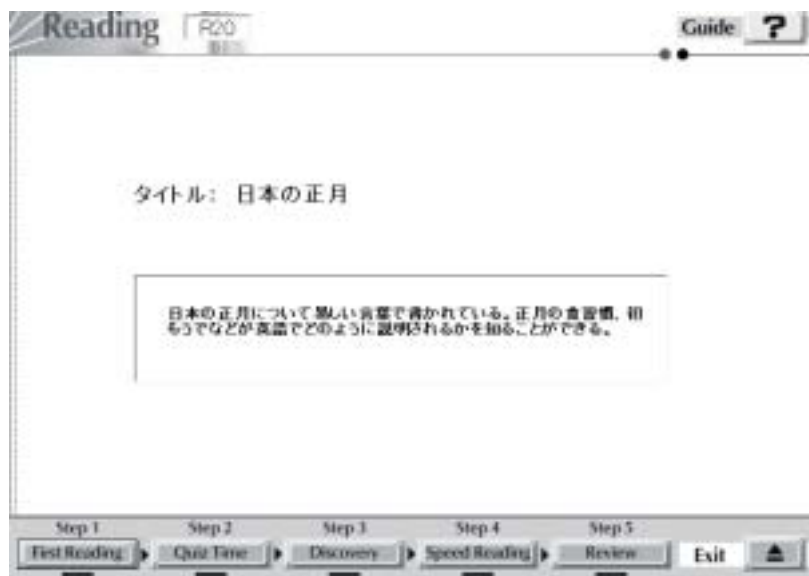 Reading R20 Guide ?
タイトル: 日本の正月
日本の正月について易しい言葉で書かれている。正月の食習慣、初
もうでなどが英語でどのように説明されるかを知ることができる。
Step 1 Step 2 Step 3 Step 4 Step 5
First Reading Quiz Time Discovery Speed Reading Review Exit